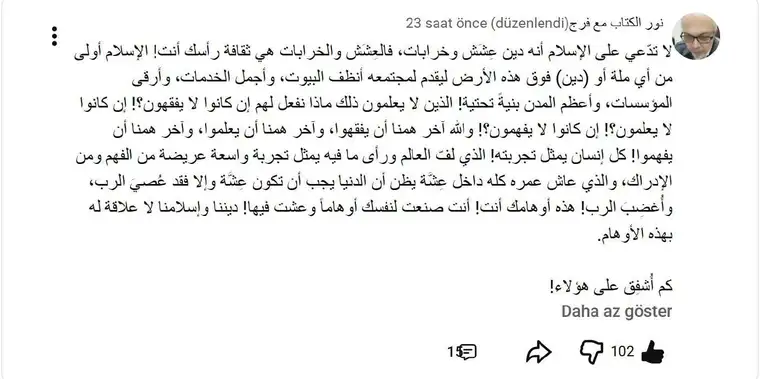 نور الكتاب مع فرج 23 saat önce (düzenlendi)
لا تدّعي على الإسلام أنه دين عِشَش وخرابات، فالعِشَش والخرابات هي ثقافة رأسك أنت! الإسلام أولى
من أي ملة أو (دين) فوق هذه الأرض ليقدم لمجتمعه أنظف البيوت، وأجمل الخدمات، وأرقى
المؤسسات، وأعظم المدن بنيةً تحتية! الذين لا يعلمون ذلك ماذا نفعل لهم إن كانوا لا يفقهون؟! إن كانوا
لا يعلمون؟! إن كانوا لا يفهمون؟! والله آخر همنا أن يفقهوا، وآخر همنا أن يعلموا، وآخر همنا أن
يفهموا! كل إنسان يمثل تجربته! الذي لفت العالم ورأى ما فيه يمثل تجربة واسعة عريضة من الفهم ومن
الإدراك، والذي عاش عمره كله داخل عِشَّة يظن أن الدنيا يجب أن تكون عِشَّة وإلا فقد عُصيَ الرب،
وأُغضِبَ الرب! هذه أوهامك أنت! أنت صنعت لنفسك أوهاماً وعشت فيها! ديننا وإسلامنا لا علاقة له
بهذه الأوهام.
كم أُشفِق على هؤلاء!
Daha az göster
102
15